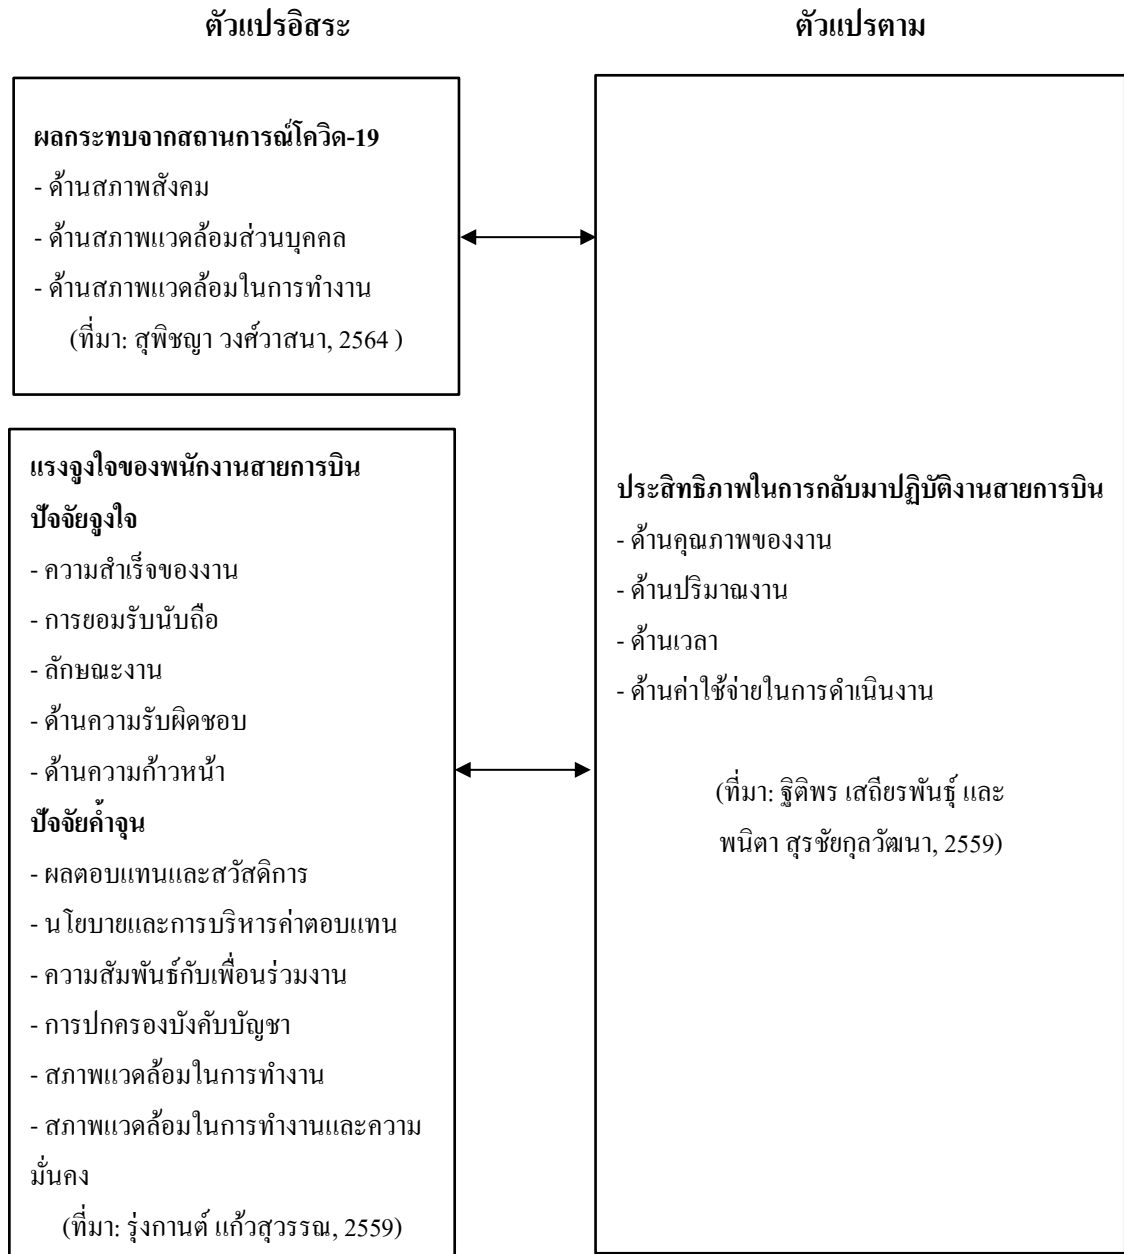 ตัวแปรอิสระ
ตัวแปรตาม
ผลกระทบจากสถานการณ์โควิด-19
- ด้านสภาพสังคม
- ด้านสภาพแวดล้อมส่วนบุคคล
- ด้านสภาพแวดล้อมในการทำงาน
(ที่มา: สุพิชญา วงศ์วาสนา, 2564 )
แรงจูงใจของพนักงานสายการบิน
ปัจจัยจูงใจ
- ความสำเร็จของงาน
- การยอมรับนับถือ
- ลักษณะงาน
- ด้านความรับผิดชอบ
- ด้านความก้าวหน้า
ปัจจัยค้ำจุน
- ผลตอบแทนและสวัสดิการ
- นโยบายและการบริหารค่าตอบแทน
- ความสัมพันธ์กับเพื่อนร่วมงาน
- การปกครองบังคับบัญชา
- สภาพแวดล้อมในการทำงาน
- สภาพแวดล้อมในการทำงานและความ
มั่นคง
(ที่มา: รุ่งกานต์ แก้วสุวรรณ, 2559)
ประสิทธิภาพในการกลับมาปฏิบัติงานสายการบิน
- ด้านคุณภาพของงาน
- ด้านปริมาณงาน
- ด้านเวลา
- ด้านค่าใช้จ่ายในการดำเนินงาน
(ที่มา: ฐิติพร เสถียรพันธุ์ และ
พนิตา สุรชัยกุลวัฒนา, 2559)